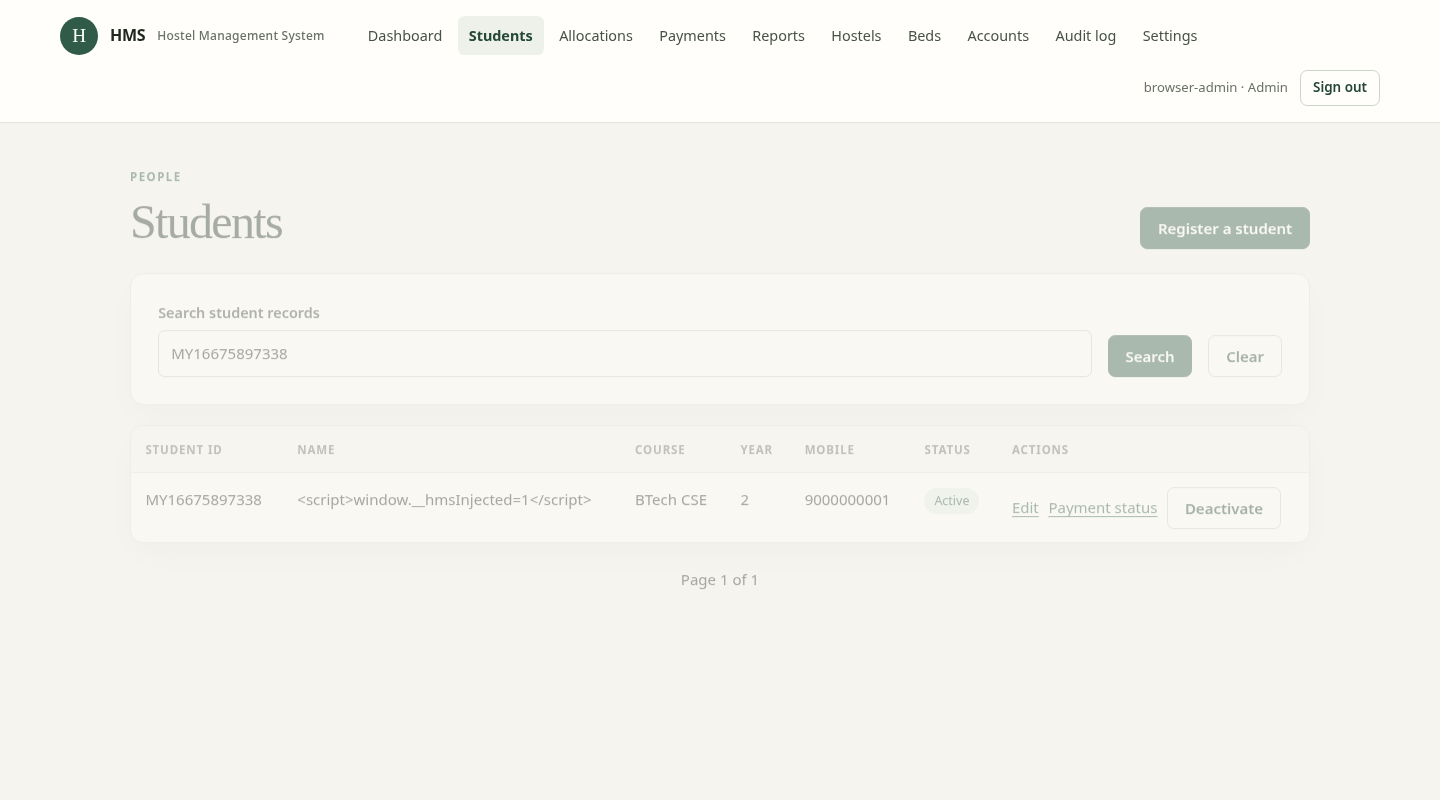 H HMS Hostel Management System Dashboard Students Allocations Payments Reports Hostels Beds Accounts Audit log Settings
browser-admin · Admin Sign out
PEOPLE
Students
Register a student
Search student records
MY16675897338 Search Clear
STUDENT ID NAME COURSE YEAR MOBILE STATUS ACTIONS
MY16675897338 <script>window.__hmsInjected=1</script> BTech CSE 2 9000000001 Active Edit Payment status Deactivate
Page 1 of 1